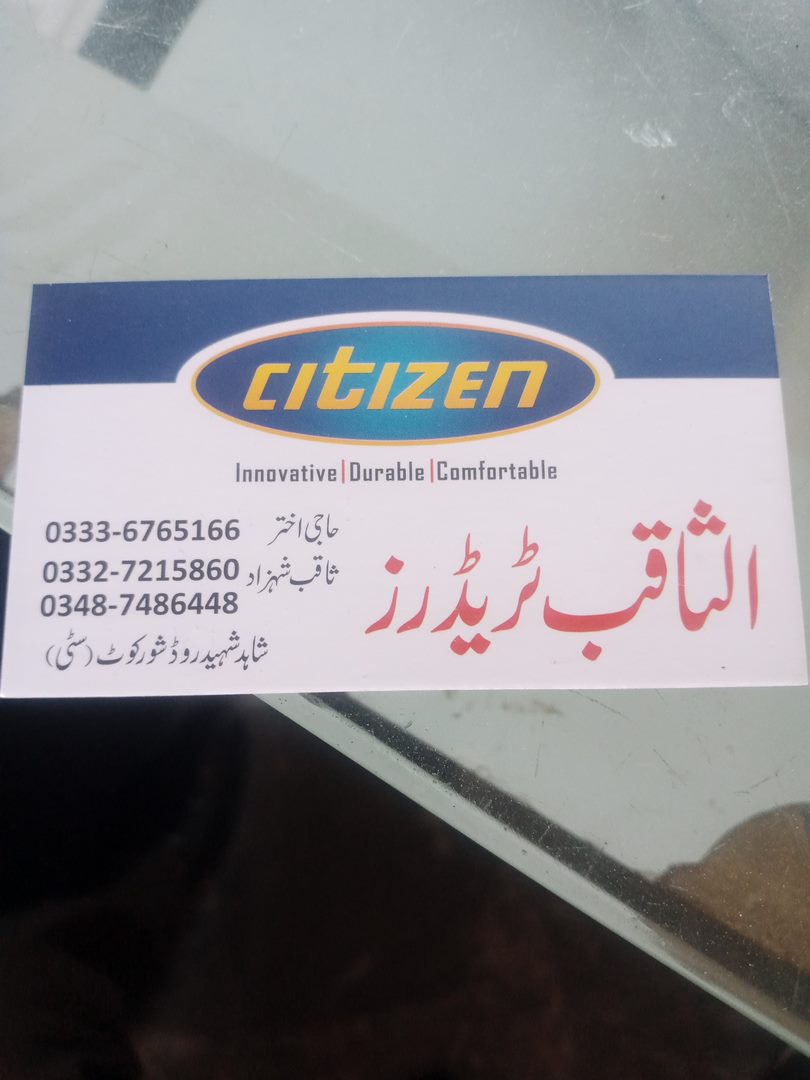 CITIZEN
Innovative|Durable|Comfortable
الثاقب ٹریڈرز
حاجی اختر 0333-6765166
ثاقب شہزاد 0332-7215860
0348-7486448
شاہد شہید روڈ شورکوٹ (سٹی)